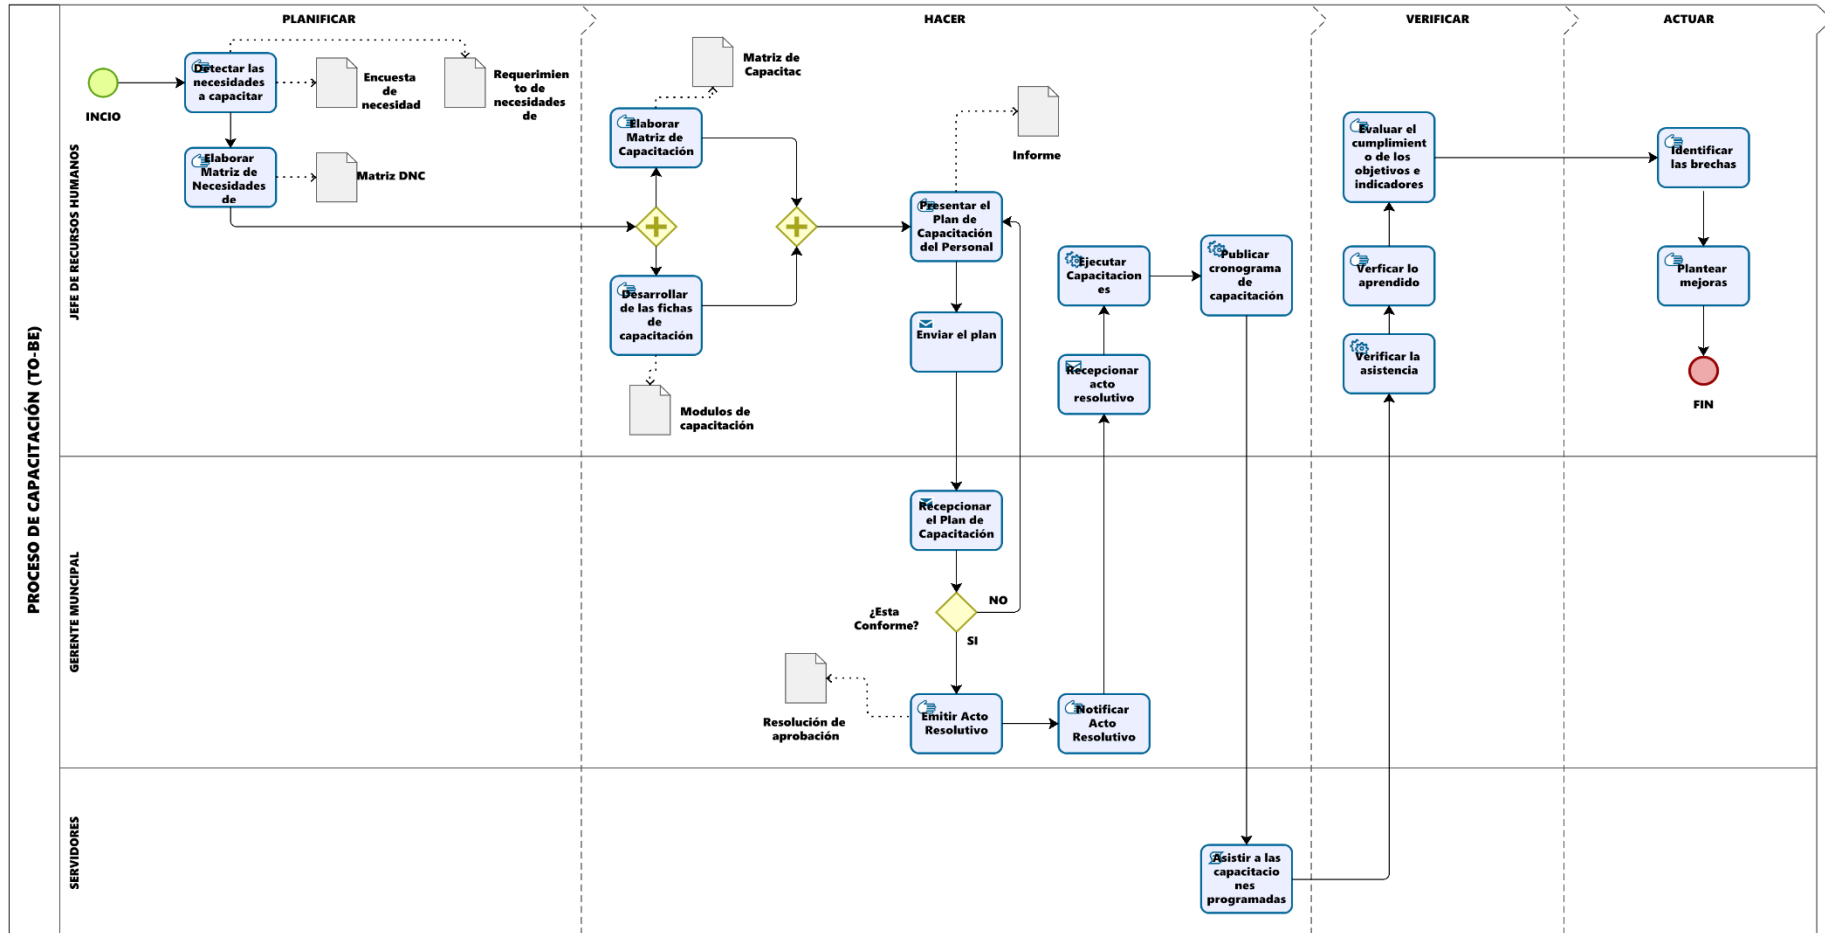 PROCESO DE CAPACITACIÓN (TO-BE)
PLANIFICAR
HACER
VERIFICAR
ACTUAR
JEFE DE RECURSOS HUMANOS
INCIO
Detectar las
necesidades
a capacitar
Encuesta
de
necesidad
Requerimien
to de
necesidades
de
Elaborar
Matriz de
Necesidades
de
Matriz DNC
Matriz de
Capacitac
Elaborar
Matriz de
Capacitación
Desarrollar
de las fichas
de
capacitación
Modulos de
capacitación
Informe
Presentar el
Plan de
Capacitación
del Personal
Enviar el plan
Ejecutar
Capacitacion
es
Publicar
cronograma
de
capacitación
Recepcionar
acto
resolutivo
Evaluar el
cumplimient
o de los
objetivos e
indicadores
Verficar lo
aprendido
Verificar la
asistencia
Identificar
las brechas
Plantear
mejoras
FIN
GERENTE MUNCIPAL
Recepcionar
el Plan de
Capacitación
¿Esta
Conforme?
NO
SI
Resolución de
aprobación
Emitir Acto
Resolutivo
Notificar
Acto
Resolutivo
SERVIDORES
Asistir a las
capacitacio
nes
programadas